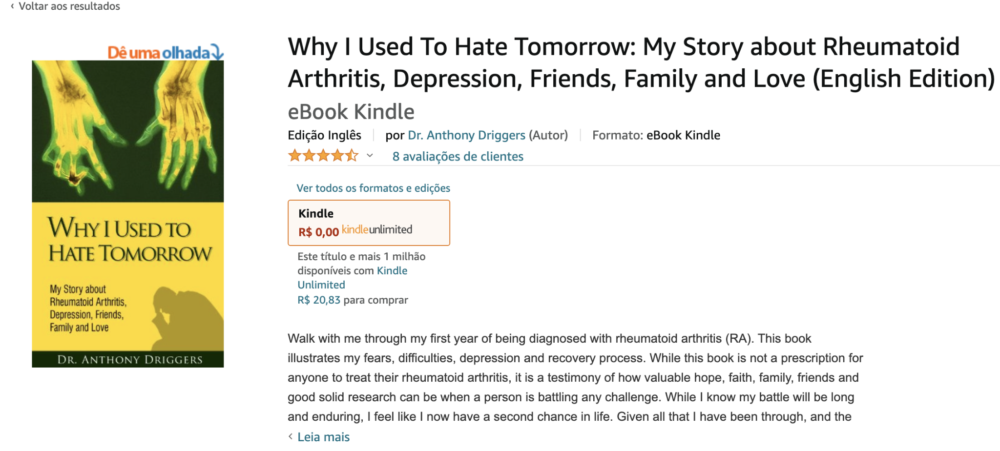 ‹ Voltar aos resultados
Dê uma olhada
WHY I USED TO
HATE TOMORROW
My Story about
Rheumatoid Arthritis,
Depression, Friends,
Family and Love
DR. ANTHONY DRIGGERS
Why I Used To Hate Tomorrow: My Story about Rheumatoid
Arthritis, Depression, Friends, Family and Love (English Edition)
eBook Kindle
Edição Inglês | por Dr. Anthony Driggers (Autor) | Formato: eBook Kindle
8 avaliações de clientes
Ver todos os formatos e edições
Kindle
R$ 0,00 kindleunlimited
Este título e mais 1 milhão
disponíveis com Kindle
Unlimited
R$ 20,83 para comprar
Walk with me through my first year of being diagnosed with rheumatoid arthritis (RA). This book
illustrates my fears, difficulties, depression and recovery process. While this book is not a prescription for
anyone to treat their rheumatoid arthritis, it is a testimony of how valuable hope, faith, family, friends and
good solid research can be when a person is battling any challenge. While I know my battle will be long
and enduring, I feel like I now have a second chance in life. Given all that I have been through, and the
‹ Leia mais